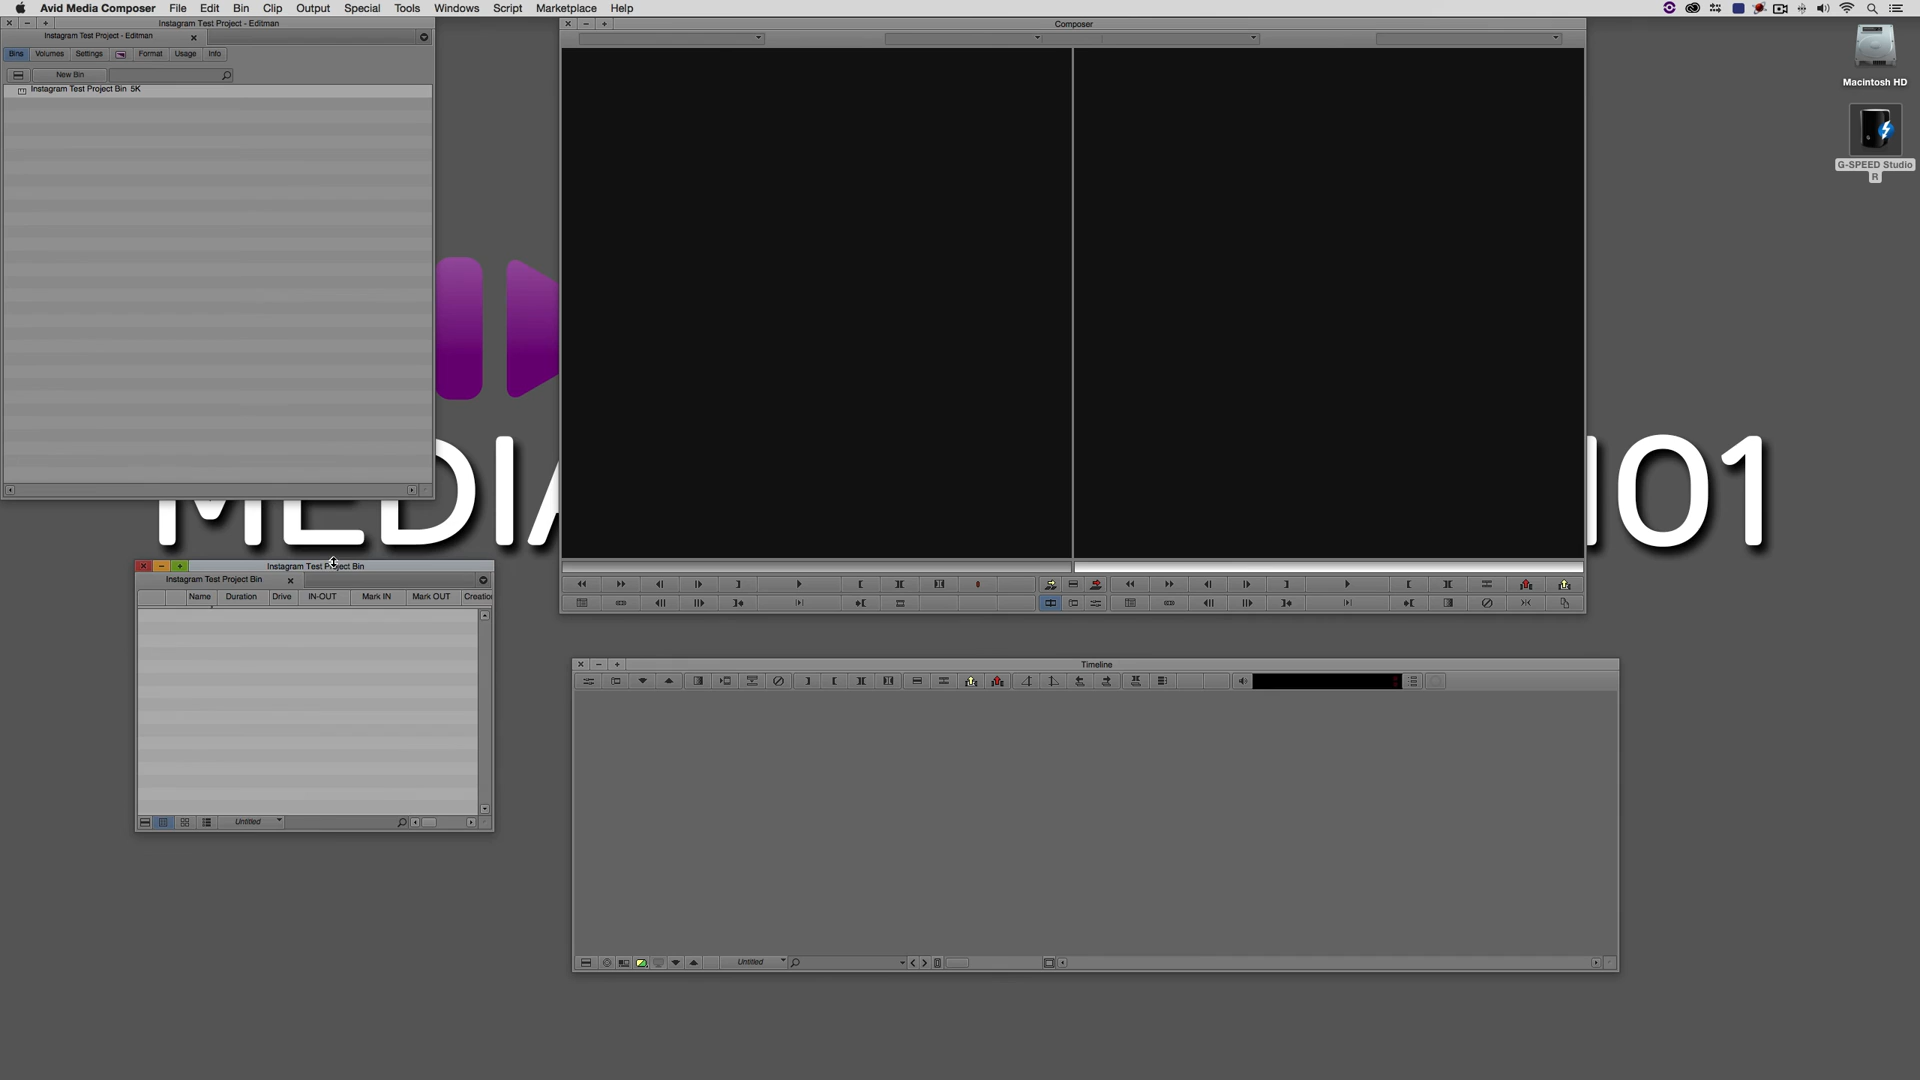 Avid Media Composer File Edit Bin Clip Output Special Tools Windows Script Marketplace Help
Instagram Test Project - Editman
Instagram Test Project - Editman
Bins Volumes Settings Format Usage Info
New Bin
Instagram Test Project Bin 5K
Composer
Macintosh HD
G-SPEED Studio
R
MEDIA
101
Instagram Test Project Bin
Instagram Test Project Bin
Name Duration Drive IN-OUT Mark IN Mark OUT Creation
Untitled
Timeline
Untitled